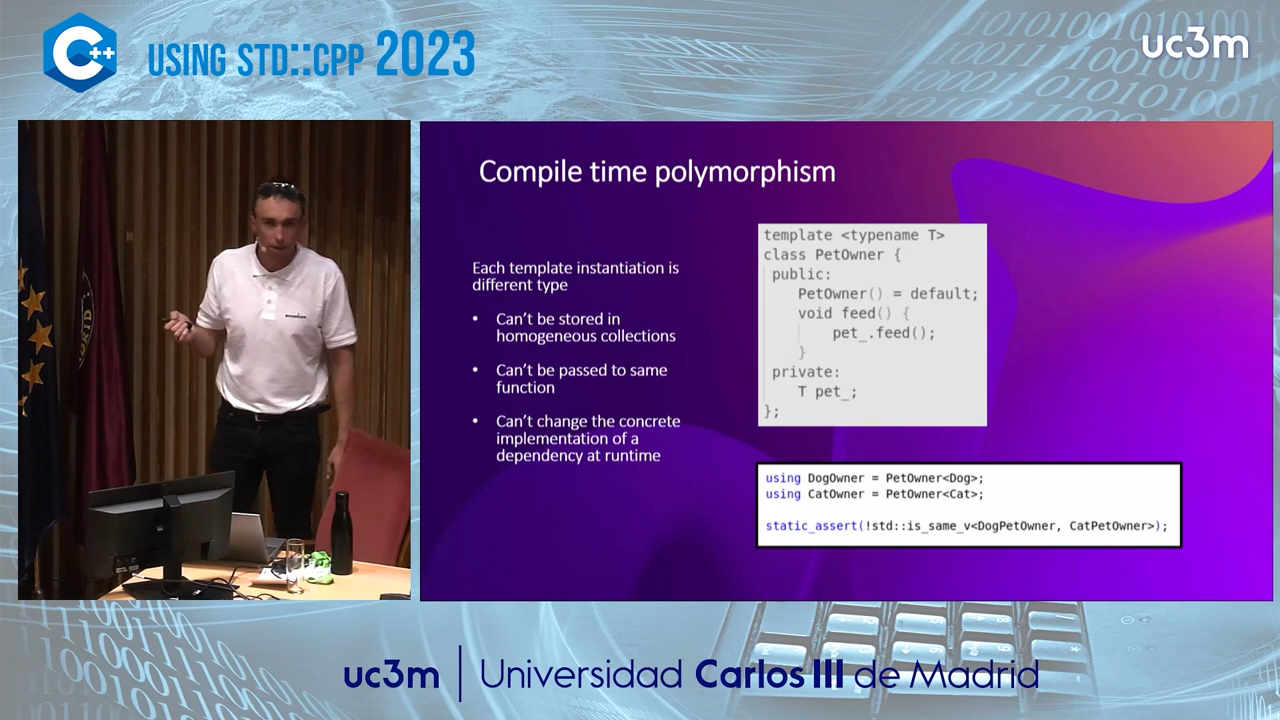 C++
USING STD::CPP 2023
uc3m
Compile time polymorphism
Each template instantiation is
different type
• Can't be stored in
homogeneous collections
• Can't be passed to same
function
• Can't change the concrete
implementation of a
dependency at runtime
template <typename T>
class PetOwner {
public:
PetOwner() = default;
void feed() {
pet_.feed();
}
private:
T pet_;
};
using DogOwner = PetOwner<Dog>;
using CatOwner = PetOwner<Cat>;
static_assert(!std::is_same_v<DogPetOwner, CatPetOwner>);
uc3m | Universidad Carlos III de Madrid